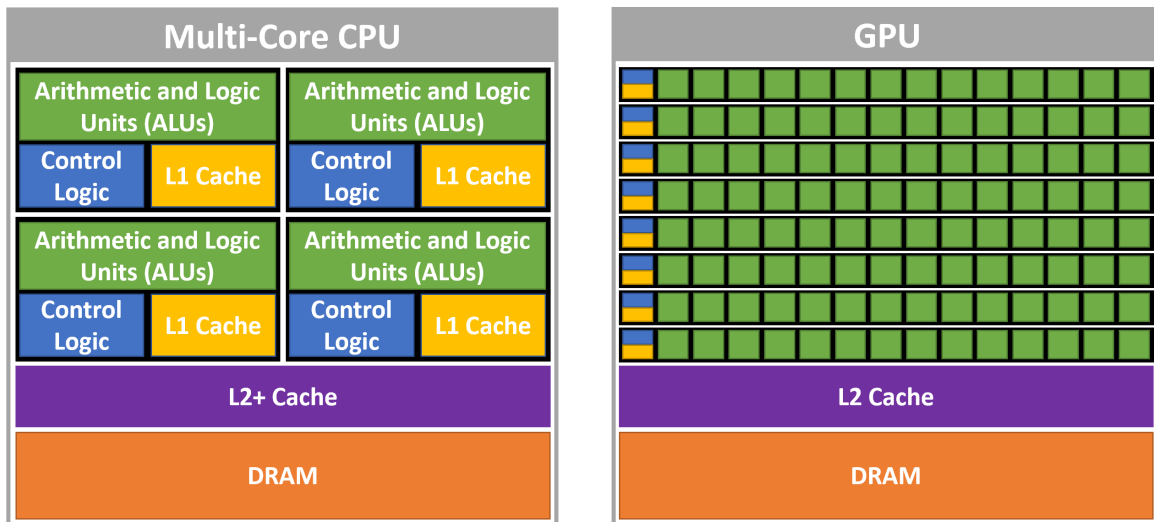 Multi-Core CPU
Arithmetic and Logic
Units (ALUs)
Control
Logic
L1 Cache
Arithmetic and Logic
Units (ALUs)
Control
Logic
L1 Cache
Arithmetic and Logic
Units (ALUs)
Control
Logic
L1 Cache
Arithmetic and Logic
Units (ALUs)
Control
Logic
L1 Cache
L2+ Cache
DRAM
GPU
L2 Cache
DRAM